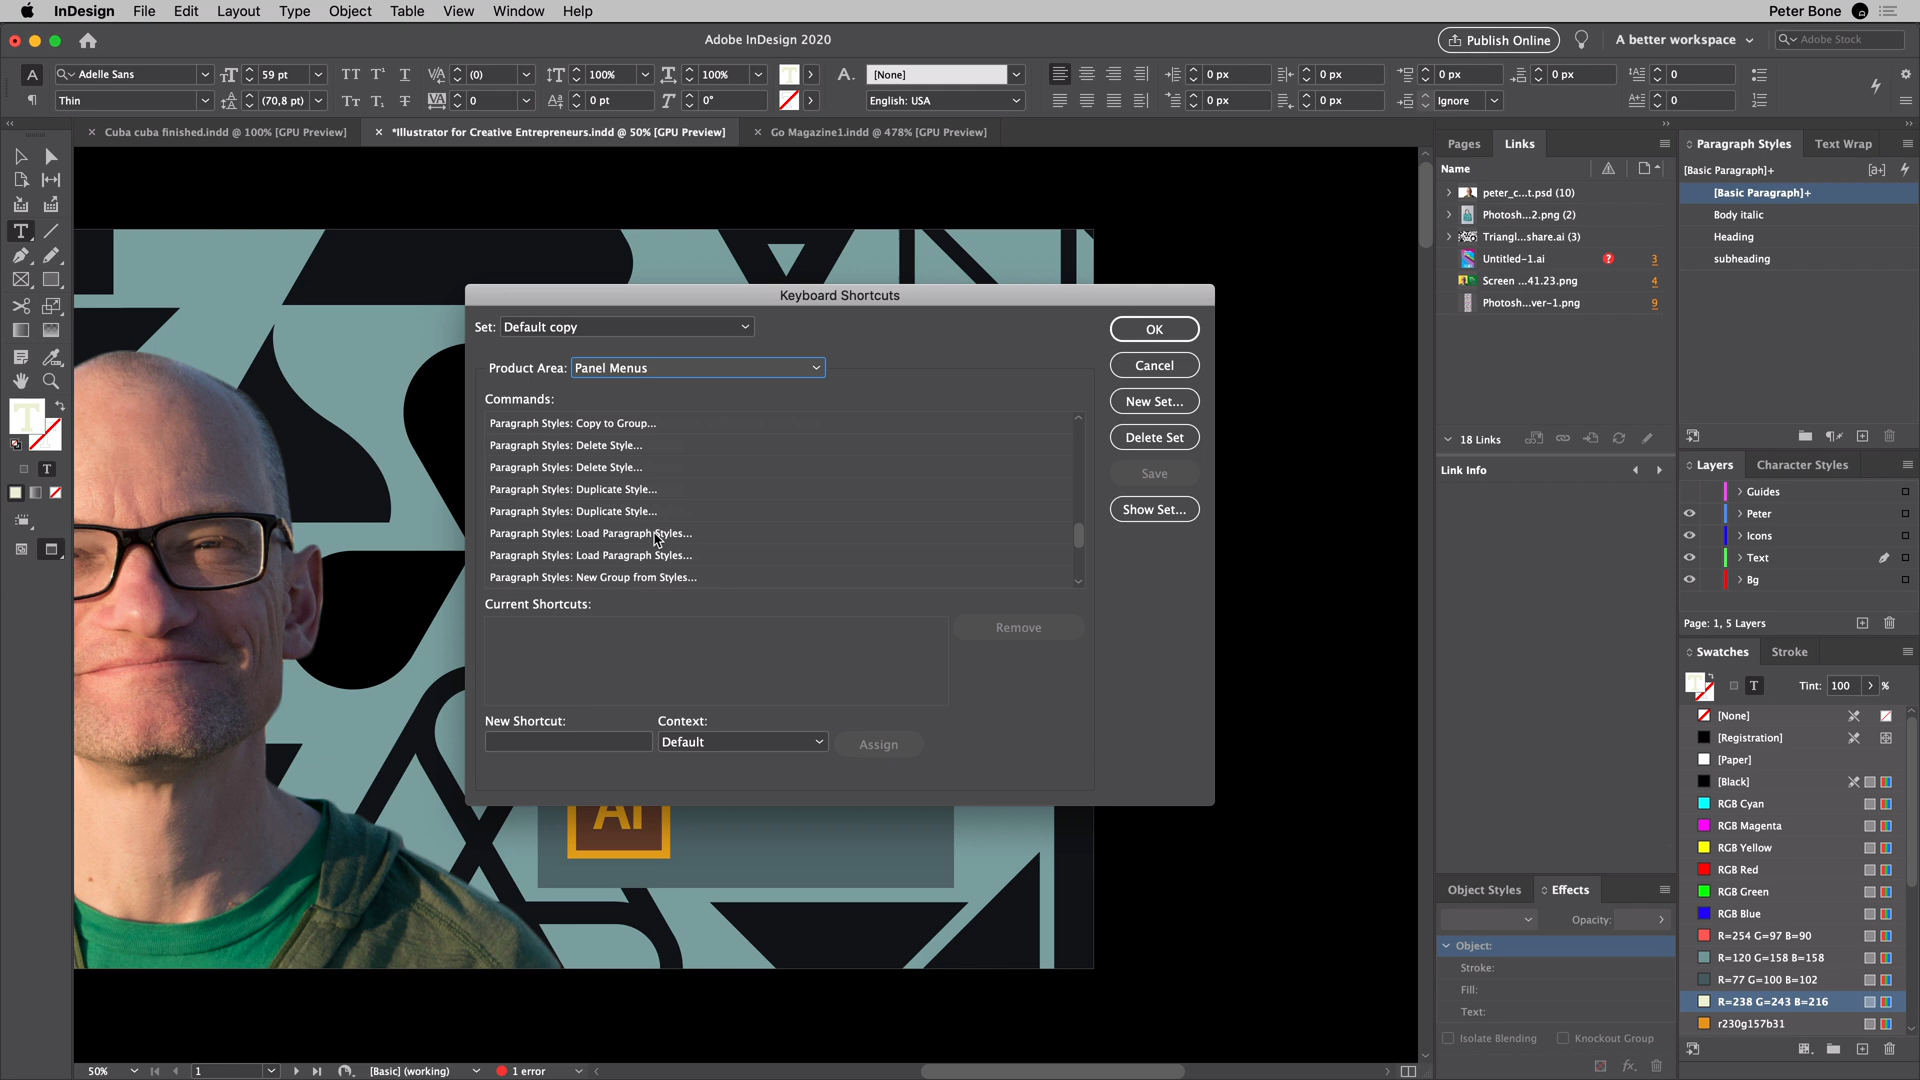 InDesign File Edit Layout Type Object Table View Window Help Peter Bone
Adobe InDesign 2020 Publish Online A better workspace Adobe Stock
A Adelle Sans 59 pt (0) 100% 100% A. [None] 0 px 0 px 0 px 0 px 0
Thin (70,8 pt) 0 0 pt 0° English: USA 0 px 0 px Ignore 0
Cuba cuba finished.indd @ 100% [GPU Preview] *Illustrator for Creative Entrepreneurs.indd @ 50% [GPU Preview] Go Magazine1.indd @ 478% [GPU Preview]
Keyboard Shortcuts
Set: Default copy
Product Area: Panel Menus
Commands:
Paragraph Styles: Copy to Group...
Paragraph Styles: Delete Style...
Paragraph Styles: Delete Style...
Paragraph Styles: Duplicate Style...
Paragraph Styles: Duplicate Style...
Paragraph Styles: Load Paragraph Styles...
Paragraph Styles: Load Paragraph Styles...
Paragraph Styles: New Group from Styles...
Current Shortcuts:
Remove
New Shortcut: Context:
Default Assign
OK
Cancel
New Set...
Delete Set
Save
Show Set...
Pages Links
Name
peter_c...t.psd (10)
Photosh...2.png (2)
Triangl...share.ai (3)
Untitled-1.ai ? 3
Screen ...41.23.png 4
Photosh...ver-1.png 9
18 Links
Link Info
Object Styles Effects
Opacity:
Object:
Stroke:
Fill:
Text:
Isolate Blending Knockout Group
fx
Paragraph Styles Text Wrap
[Basic Paragraph]+ [a+]
[Basic Paragraph]+
Body italic
Heading
subheading
Layers Character Styles
Guides
Peter
Icons
Text
Bg
Page: 1, 5 Layers
Swatches Stroke
T Tint: 100 %
[None]
[Registration]
[Paper]
[Black]
RGB Cyan
RGB Magenta
RGB Yellow
RGB Red
RGB Green
RGB Blue
R=254 G=97 B=90
R=120 G=158 B=158
R=77 G=100 B=102
R=238 G=243 B=216
r230g157b31
Ai
50% 1 [Basic] (working) 1 error